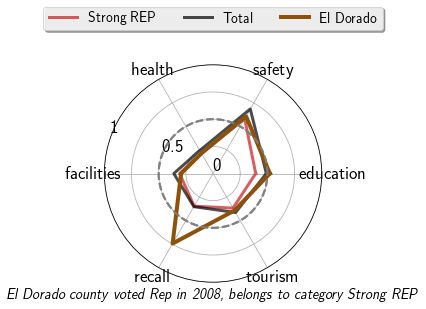 Strong REP Total El Dorado
health safety
1
0.5
0
facilities education
recall tourism
El Dorado county voted Rep in 2008, belongs to category Strong REP